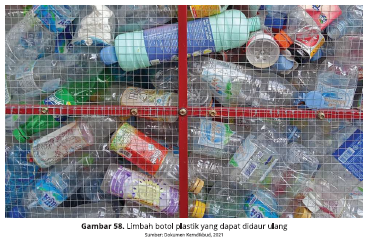 Gambar 58. Limbah botol plastik yang dapat didaur ulang
Sumber: Dokumen Kemdikbud, 2021